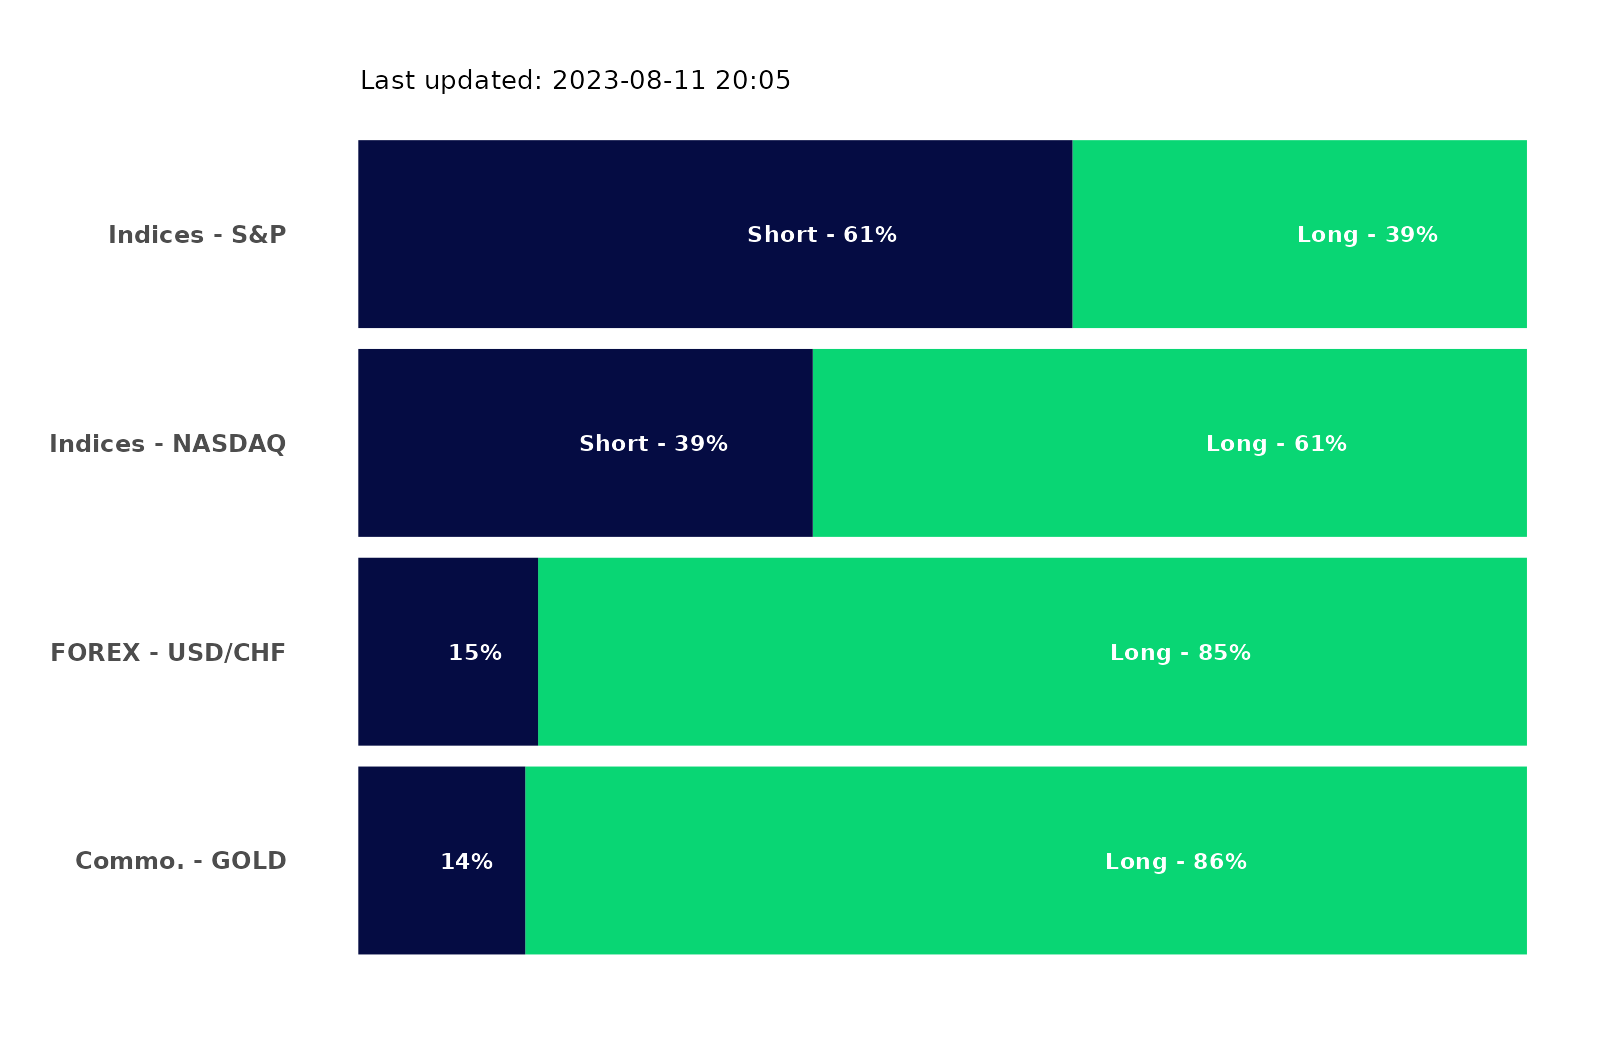 Last updated: 2023-08-11 20:05
Indices - S&P
Short - 61%
Long - 39%
Indices - NASDAQ
Short - 39%
Long - 61%
FOREX - USD/CHF
15%
Long - 85%
Commo. - GOLD
14%
Long - 86%